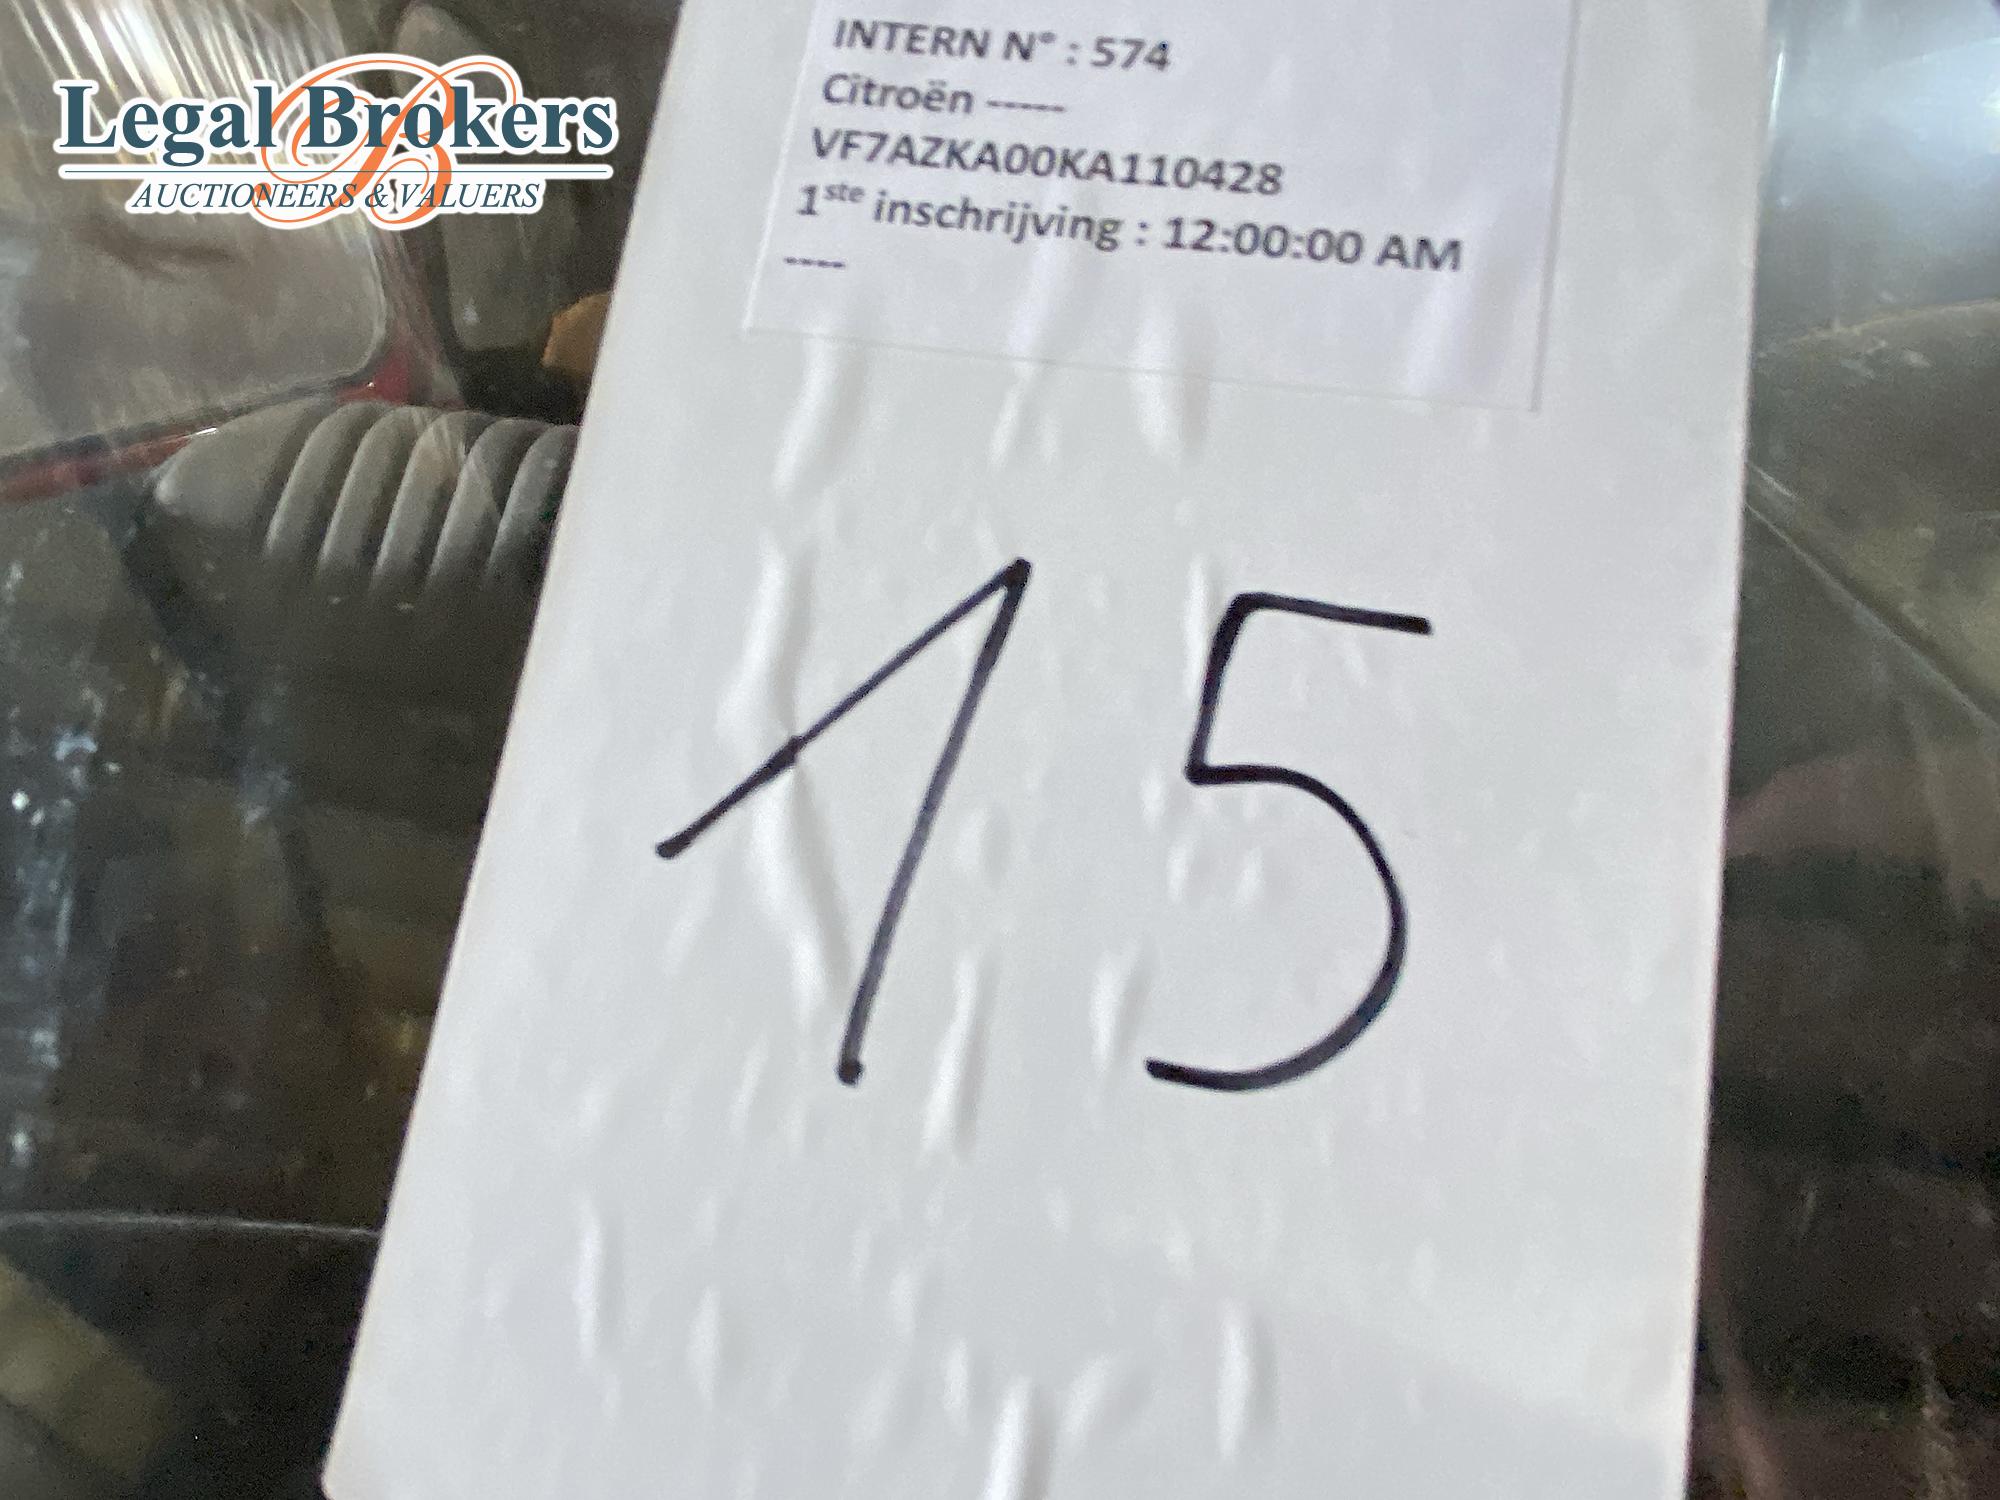 Legal Brokers
AUCTIONEERS & VALUERS
INTERN N° : 574
Citroën -----
VF7AZKA00KA110428
1ste inschrijving : 12:00:00 AM
----
15